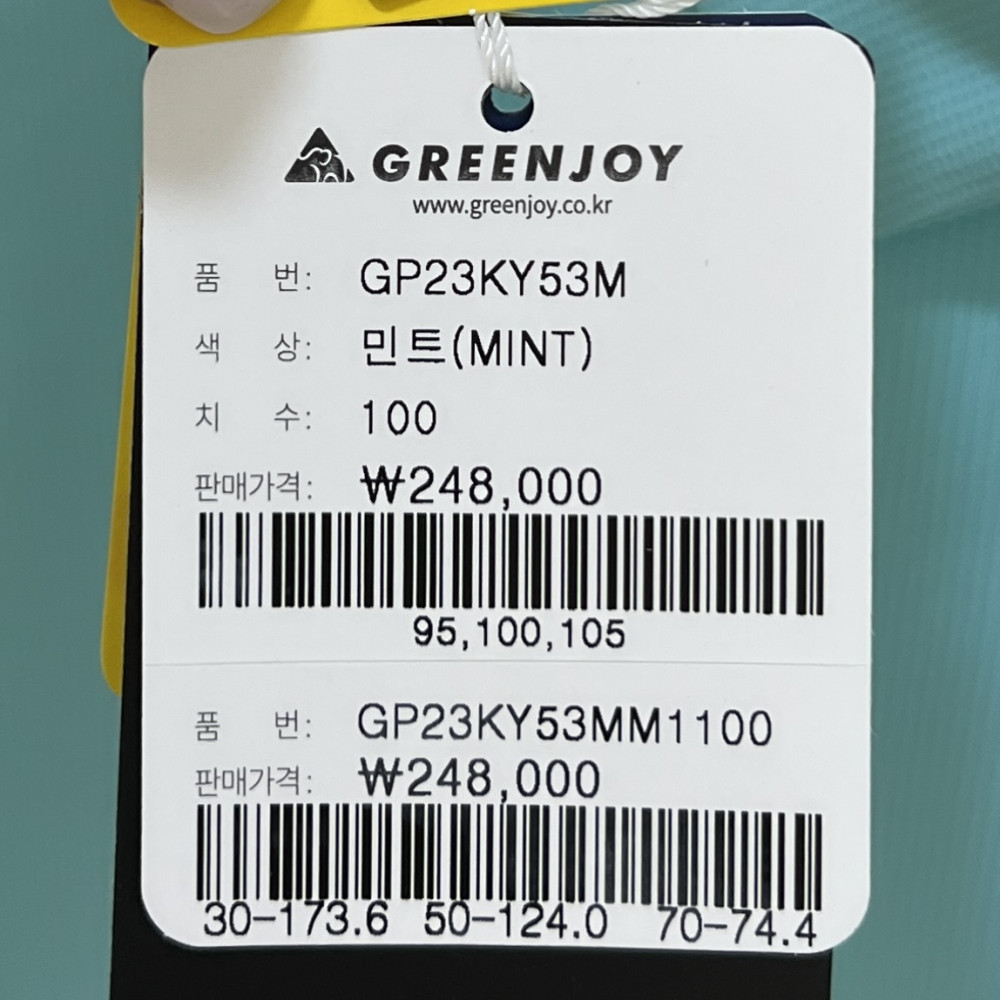 GREENJOY
www.greenjoy.co.kr
품 번: GP23KY53M
색 상: 민트(MINT)
치 수: 100
판매가격: ₩248,000
95,100,105
품 번: GP23KY53MM1100
판매가격: ₩248,000
30-173.6 50-124.0 70-74.4